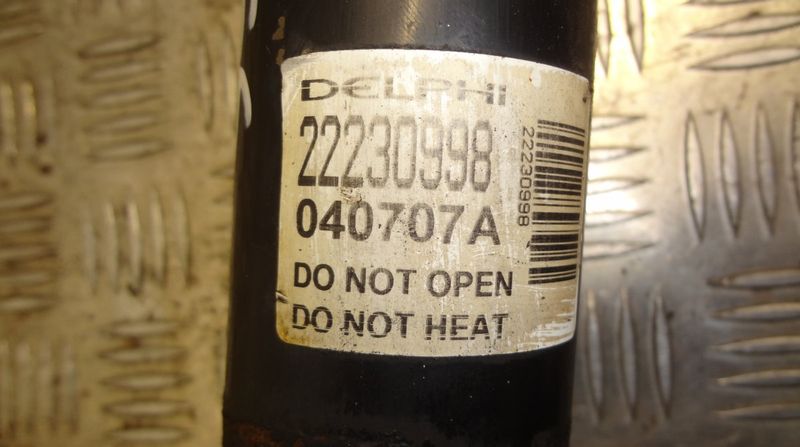 DELPHI
22230998
040707A
DO NOT OPEN
DO NOT HEAT
22230998